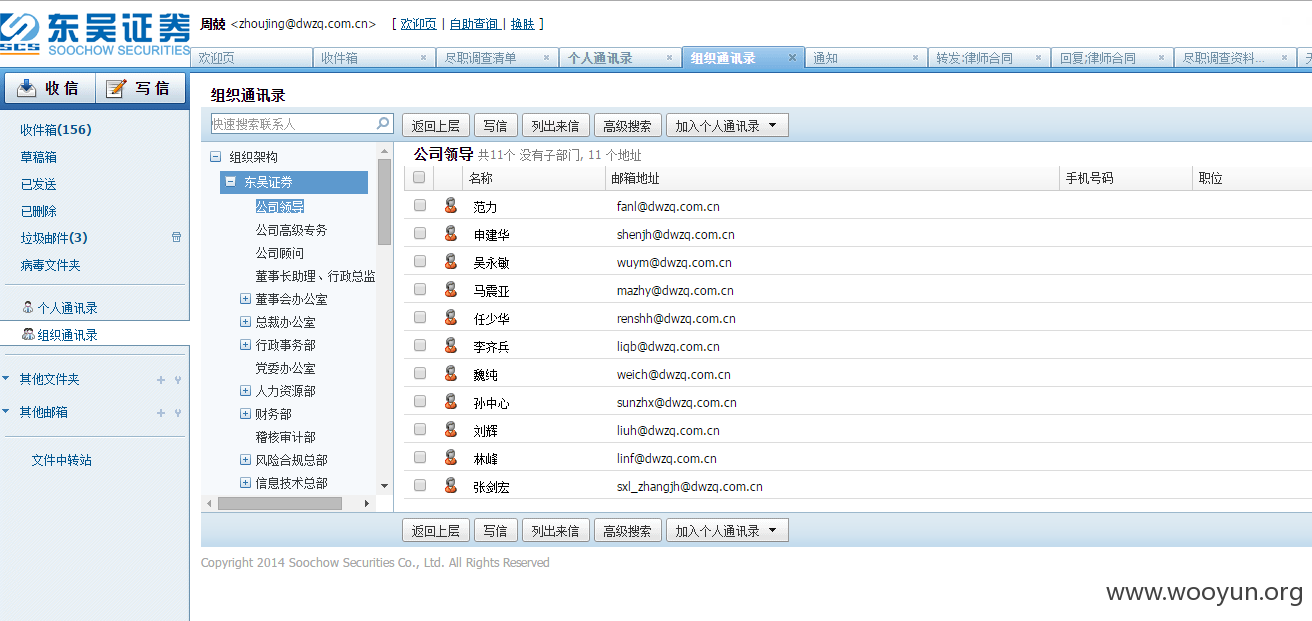 东吴证券
SCS SOOCHOW SECURITIES
周兢 <zhoujing@dwzq.com.cn> [ 欢迎页 | 自助查询 | 换肤 ]
欢迎页 收件箱 × 尽职调查清单 × 个人通讯录 × 组织通讯录 × 通知 × 转发:律师合同 × 回复;律师合同 × 尽职调查资料... ×
收信 写信
收件箱(156)
草稿箱
已发送
已删除
垃圾邮件(3)
病毒文件夹
个人通讯录
组织通讯录
其他文件夹
其他邮箱
文件中转站
组织通讯录
快速搜索联系人 返回上层 写信 列出来信 高级搜索 加入个人通讯录
组织架构
东吴证券
公司领导
公司高级专务
公司顾问
董事长助理、行政总监
董事会办公室
总裁办公室
行政事务部
党委办公室
人力资源部
财务部
稽核审计部
风险合规总部
信息技术总部
公司领导 共11个 没有子部门, 11 个地址
名称 邮箱地址 手机号码 职位
范力 fanl@dwzq.com.cn
申建华 shenjh@dwzq.com.cn
吴永敏 wuym@dwzq.com.cn
马震亚 mazhy@dwzq.com.cn
任少华 renshh@dwzq.com.cn
李齐兵 liqb@dwzq.com.cn
魏纯 weich@dwzq.com.cn
孙中心 sunzhx@dwzq.com.cn
刘辉 liuh@dwzq.com.cn
林峰 linf@dwzq.com.cn
张剑宏 sxl_zhangjh@dwzq.com.cn
返回上层 写信 列出来信 高级搜索 加入个人通讯录
Copyright 2014 Soochow Securities Co., Ltd. All Rights Reserved
www.wooyun.org